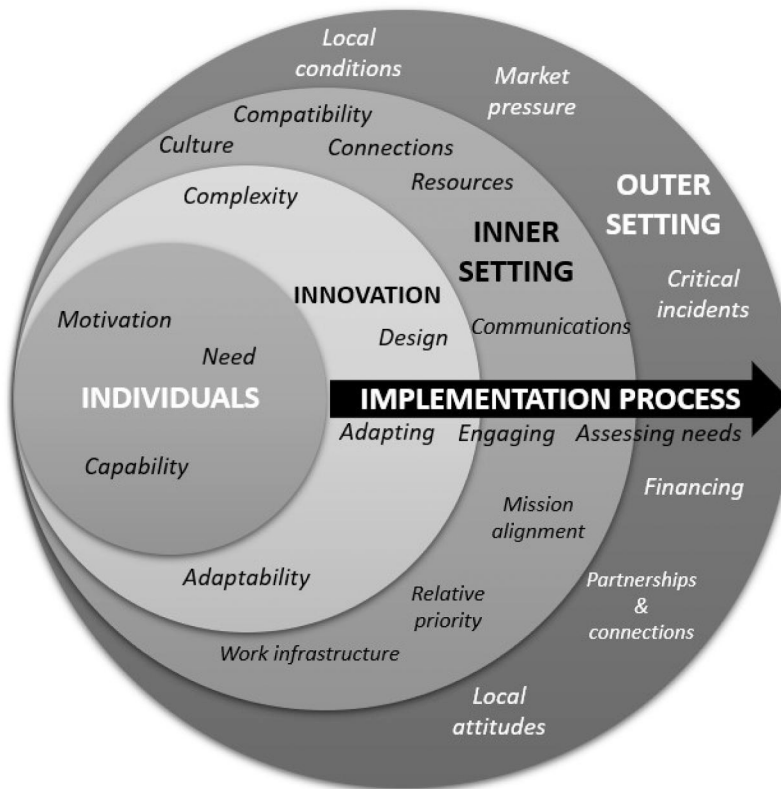 Local
conditions
Market
pressure
Compatibility
Culture
Connections
Resources
Complexity
OUTER
SETTING
INNER
SETTING
Critical
incidents
INNOVATION
Motivation
Design
Communications
Need
INDIVIDUALS
IMPLEMENTATION PROCESS
Adapting
Engaging
Assessing needs
Capability
Financing
Mission
alignment
Adaptability
Relative
priority
Partnerships
&
connections
Work infrastructure
Local
attitudes